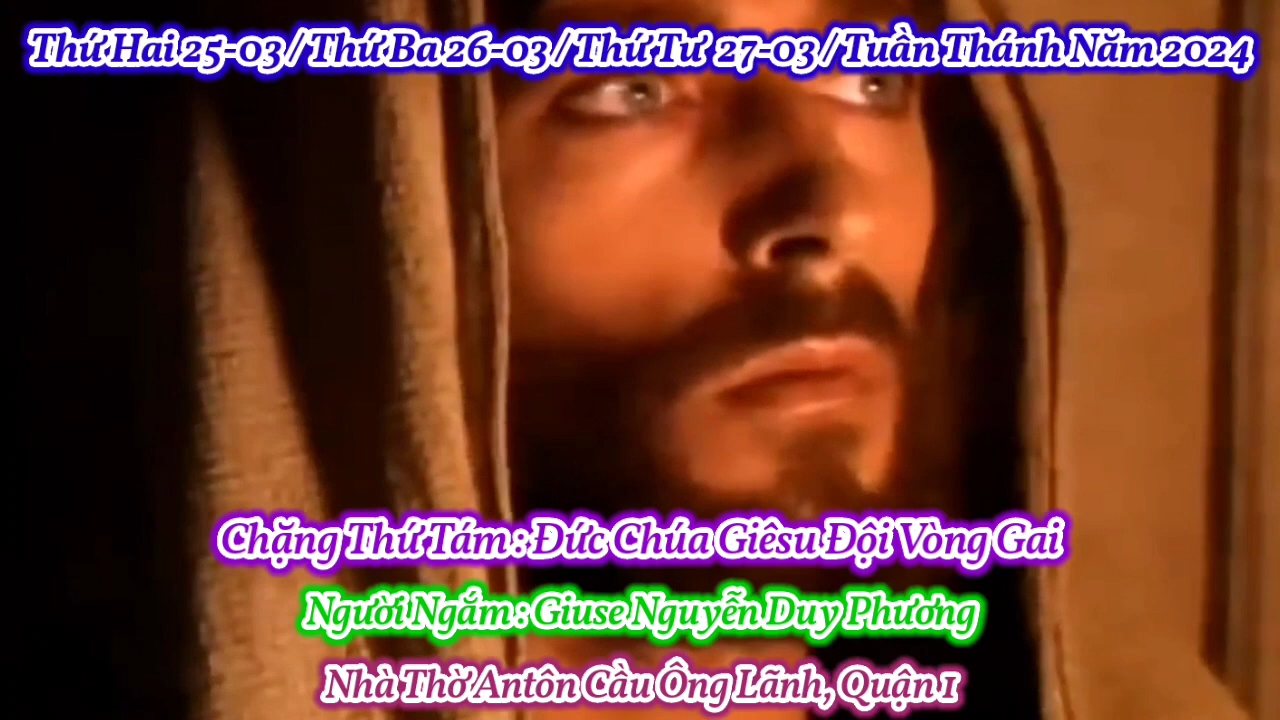 Thứ Hai 25-03 / Thứ Ba 26-03 / Thứ Tư 27-03 / Tuần Thánh Năm 2024
Chặng Thứ Tám : Đức Chúa Giêsu Đội Vòng Gai
Người Ngắm : Giuse Nguyễn Duy Phương
Nhà Thờ Antôn Cầu Ông Lãnh, Quận 1